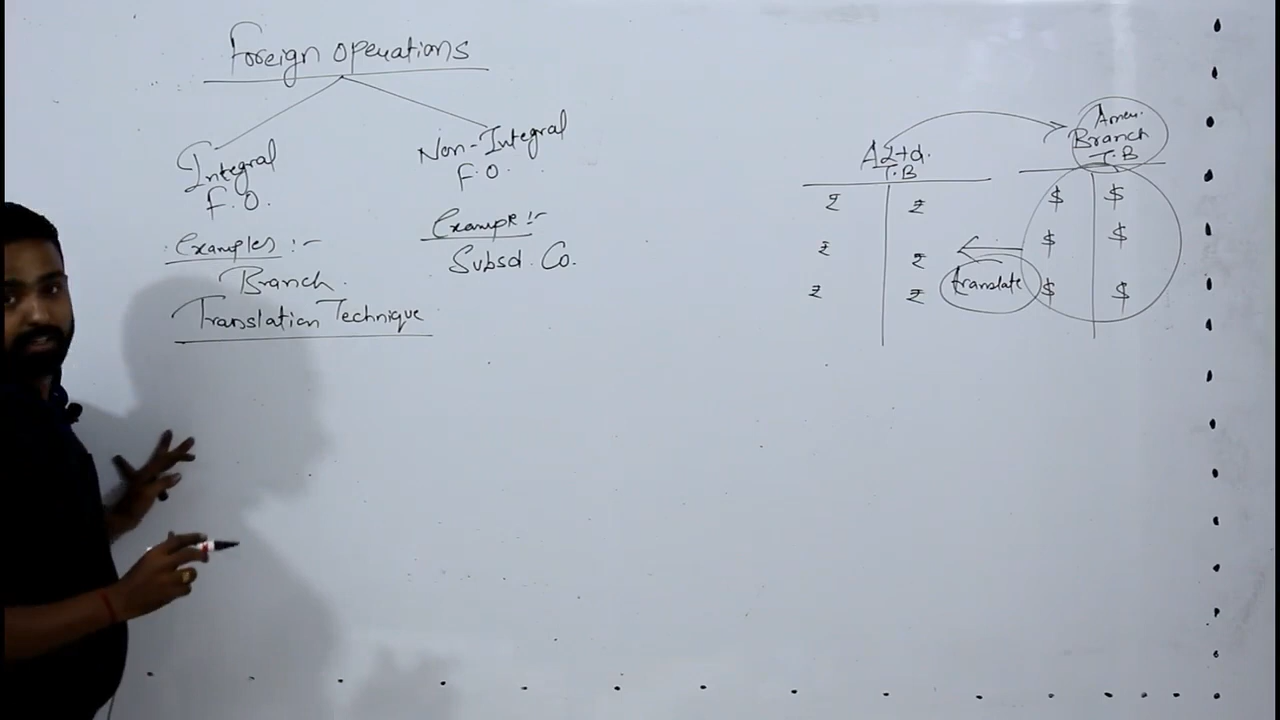 Foreign Operations
Integral
F.O.
Examples :-
Branch.
Translation Technique
Non-Integral
F.O.
Example :-
Subsd. Co.
A Ltd.
T.B
₹ ₹
₹ ₹
₹ ₹
Amer.
Branch
T.B
$ $
$ $
$ $
translate